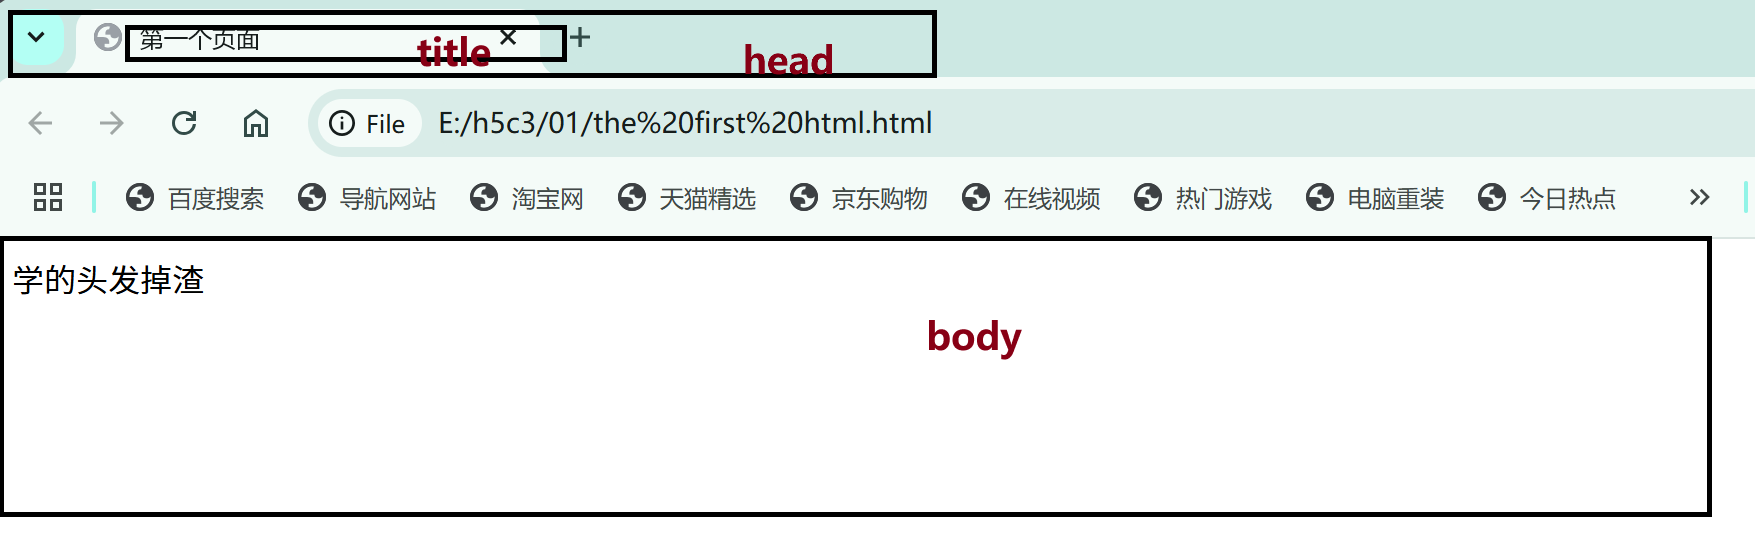 第一个页面 title
head
File E:/h5c3/01/the%20first%20html.html
百度搜索 导航网站 淘宝网 天猫精选 京东购物 在线视频 热门游戏 电脑重装 今日热点
学的头发掉渣
body